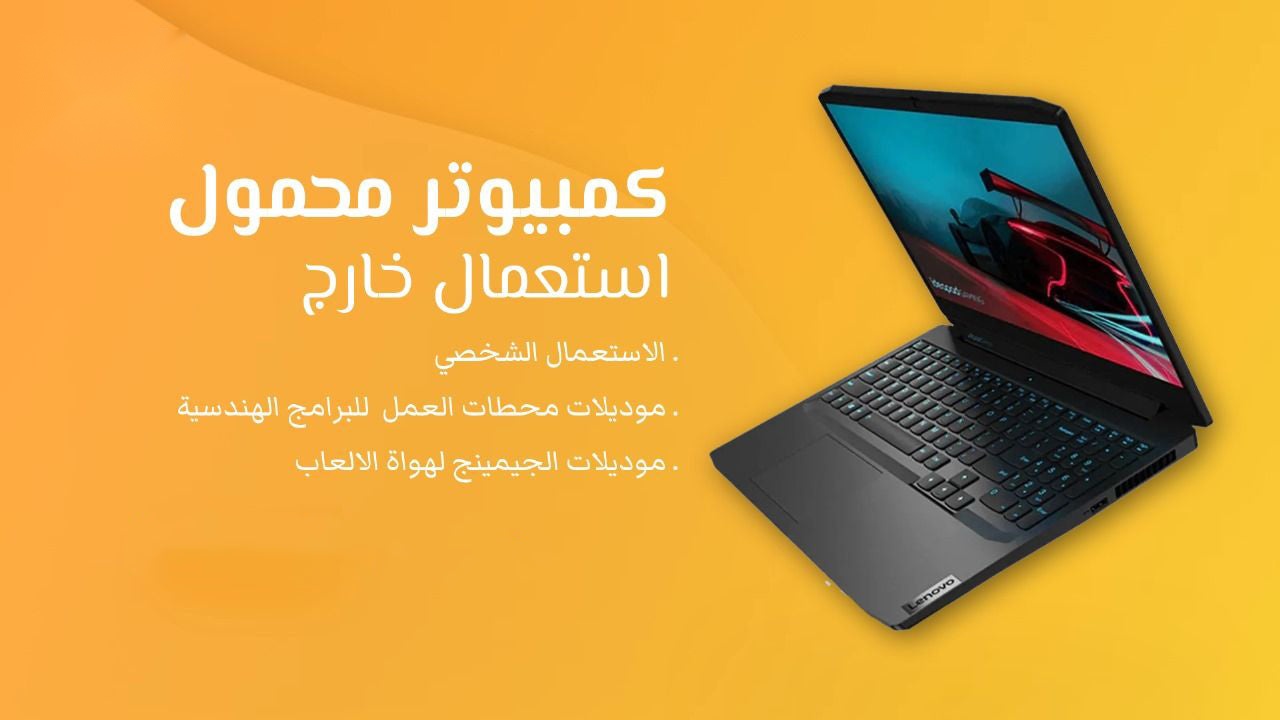 كمبيوتر محمول
استعمال خارج
. الاستعمال الشخصي
. موديلات محطات العمل للبرامج الهندسية
. موديلات الجيمينج لهواة الالعاب
Lenovo